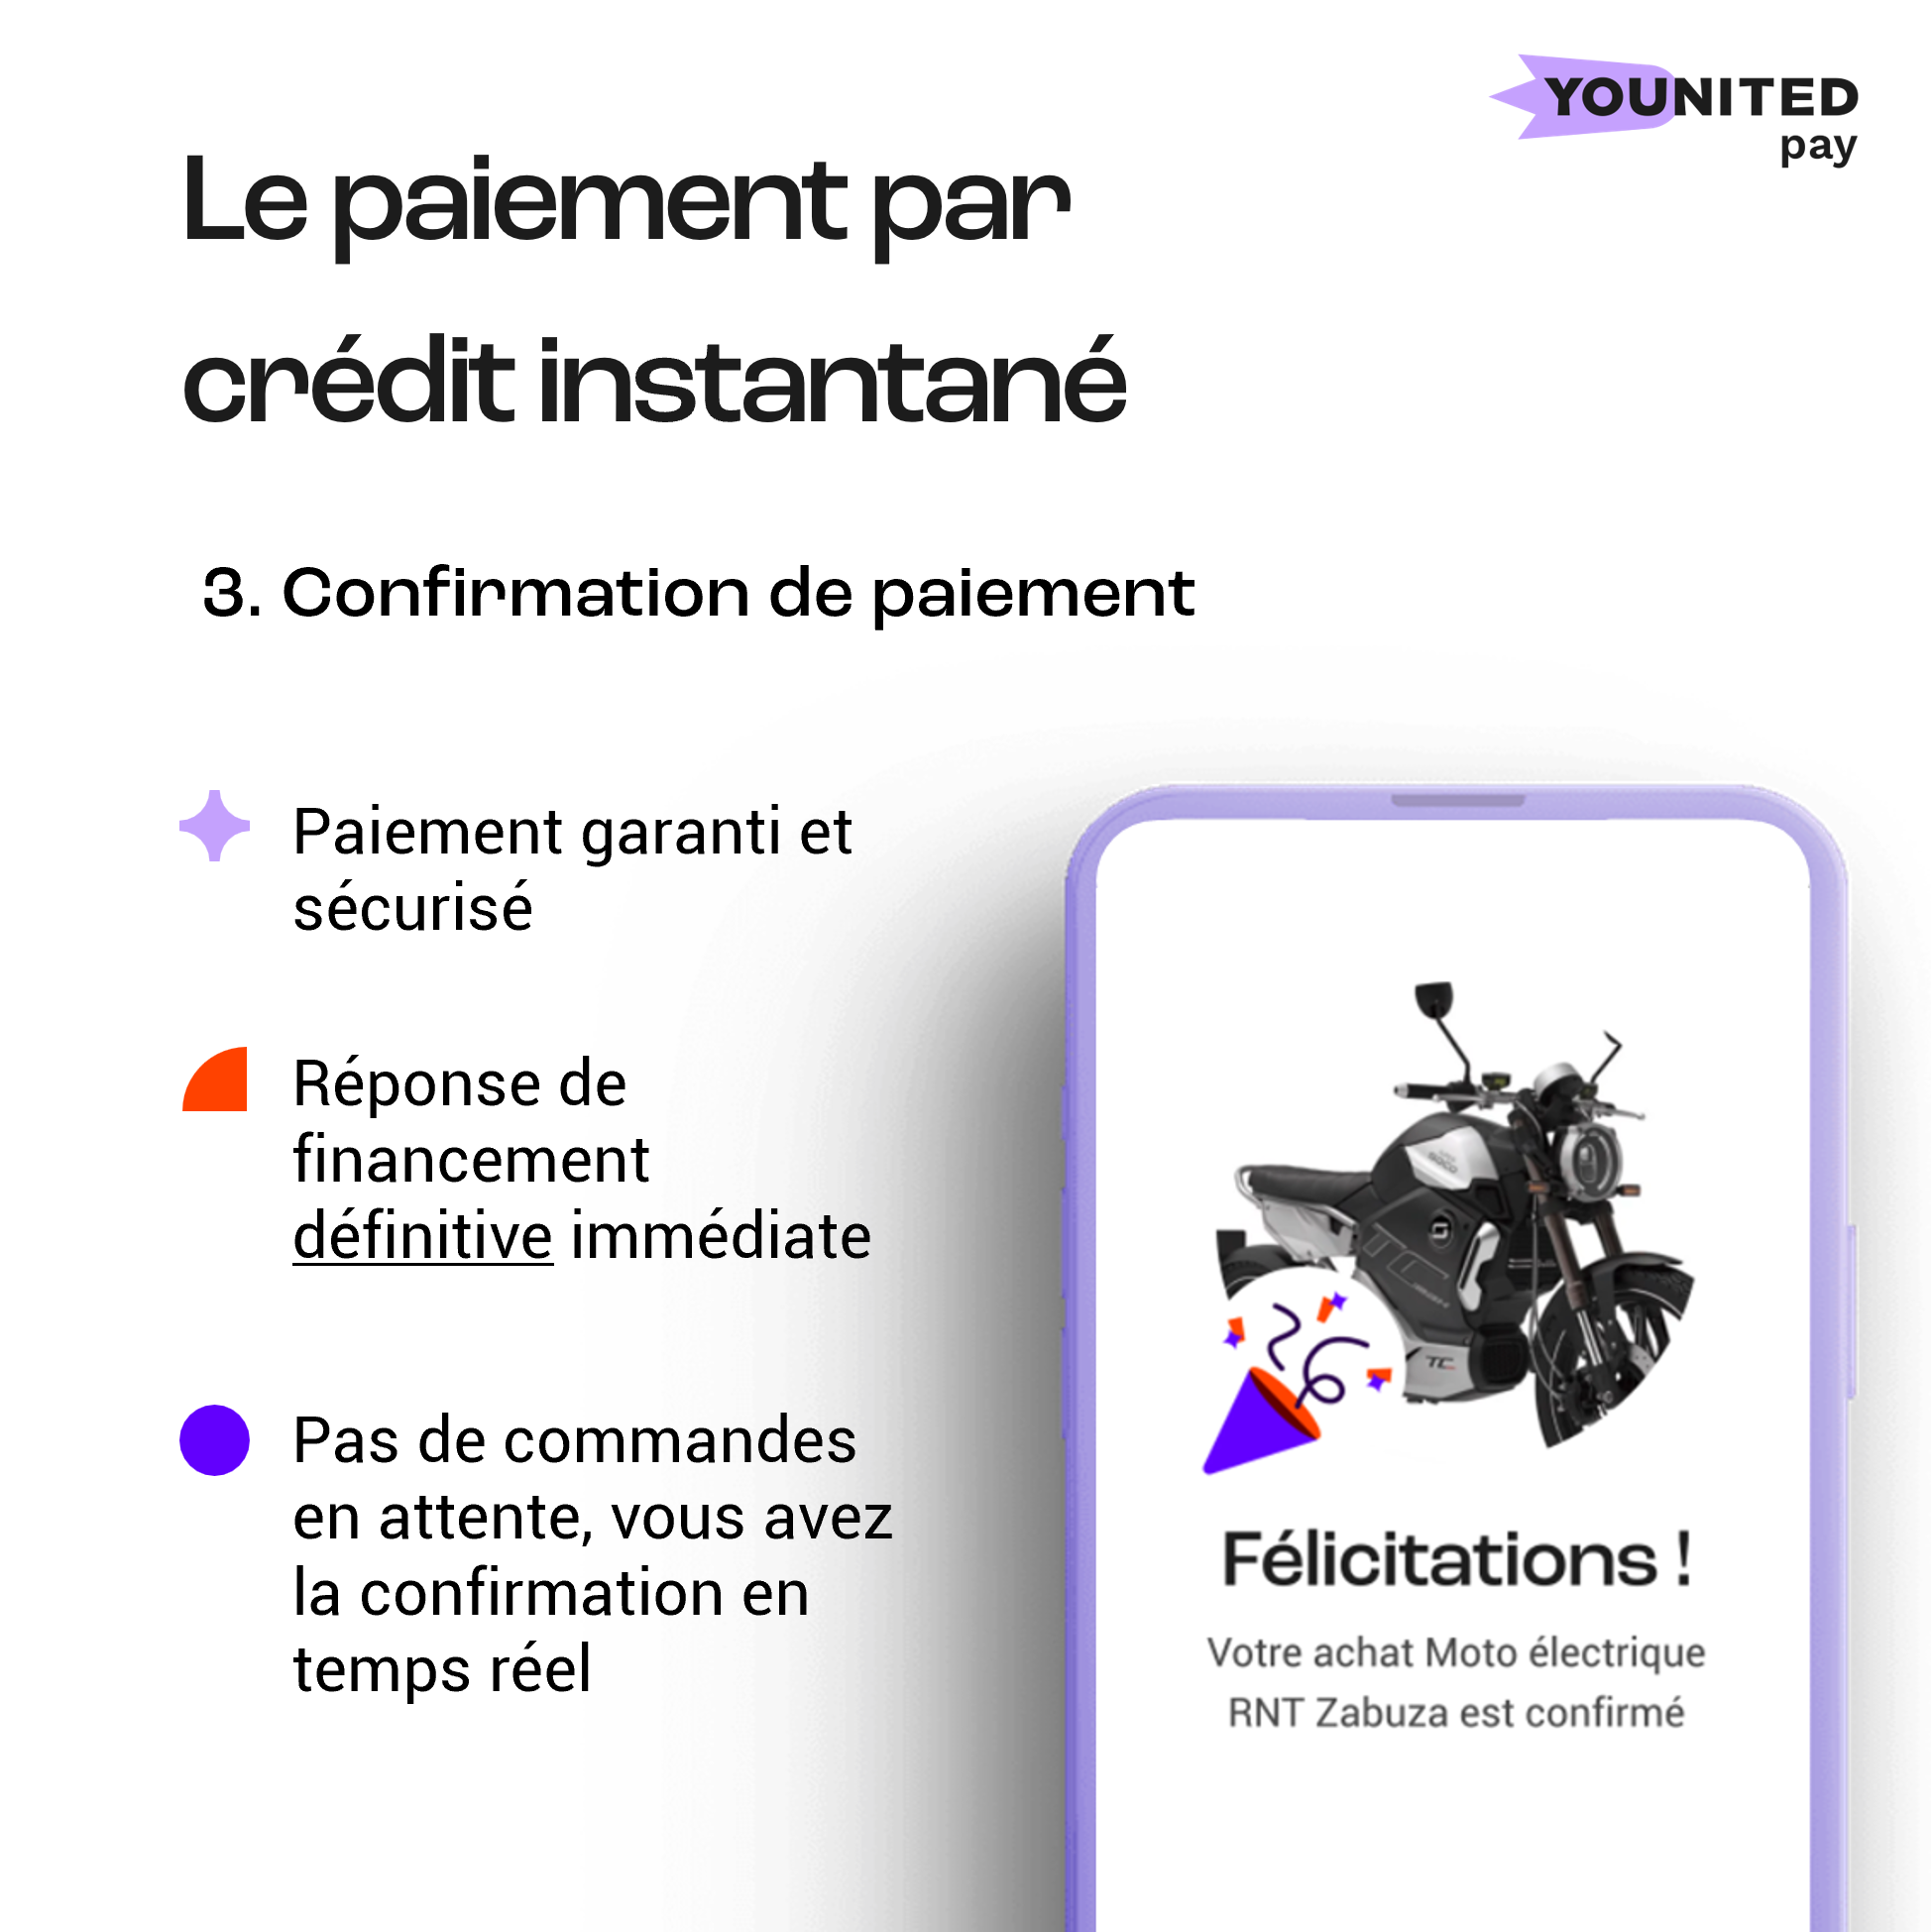 YOUNITED
pay
Le paiement par
crédit instantané
3. Confirmation de paiement
Paiement garanti et
sécurisé
Réponse de
financement
définitive immédiate
Pas de commandes
en attente, vous avez
la confirmation en
temps réel
TC
TC
Félicitations !
Votre achat Moto électrique
RNT Zabuza est confirmé